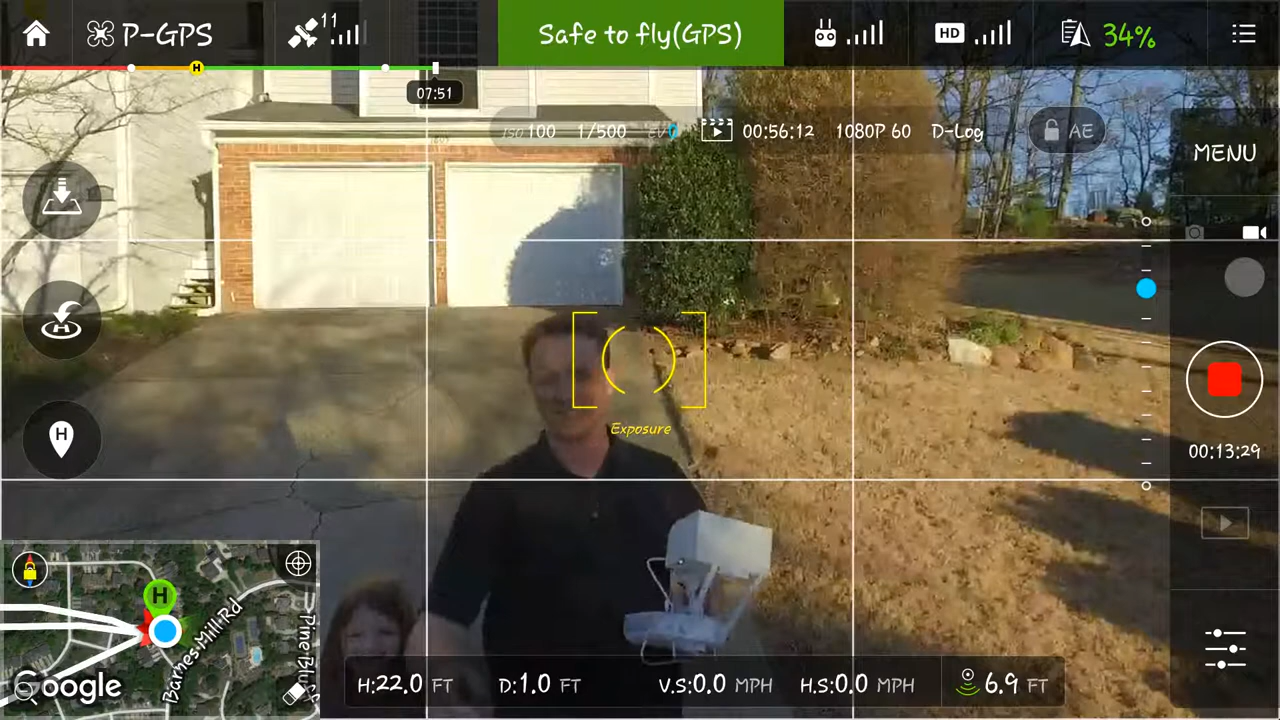 P-GPS
11
Safe to fly(GPS)
HD
34%
H
07:51
ISO 100 1/500 EV 0 00:56:12 1080P 60 D-Log AE
MENU
H
Exposure
H
00:13:29
H
Barnes Mill Rd
Google
H:22.0 FT D:1.0 FT V.S:0.0 MPH H.S:0.0 MPH 6.9 FT